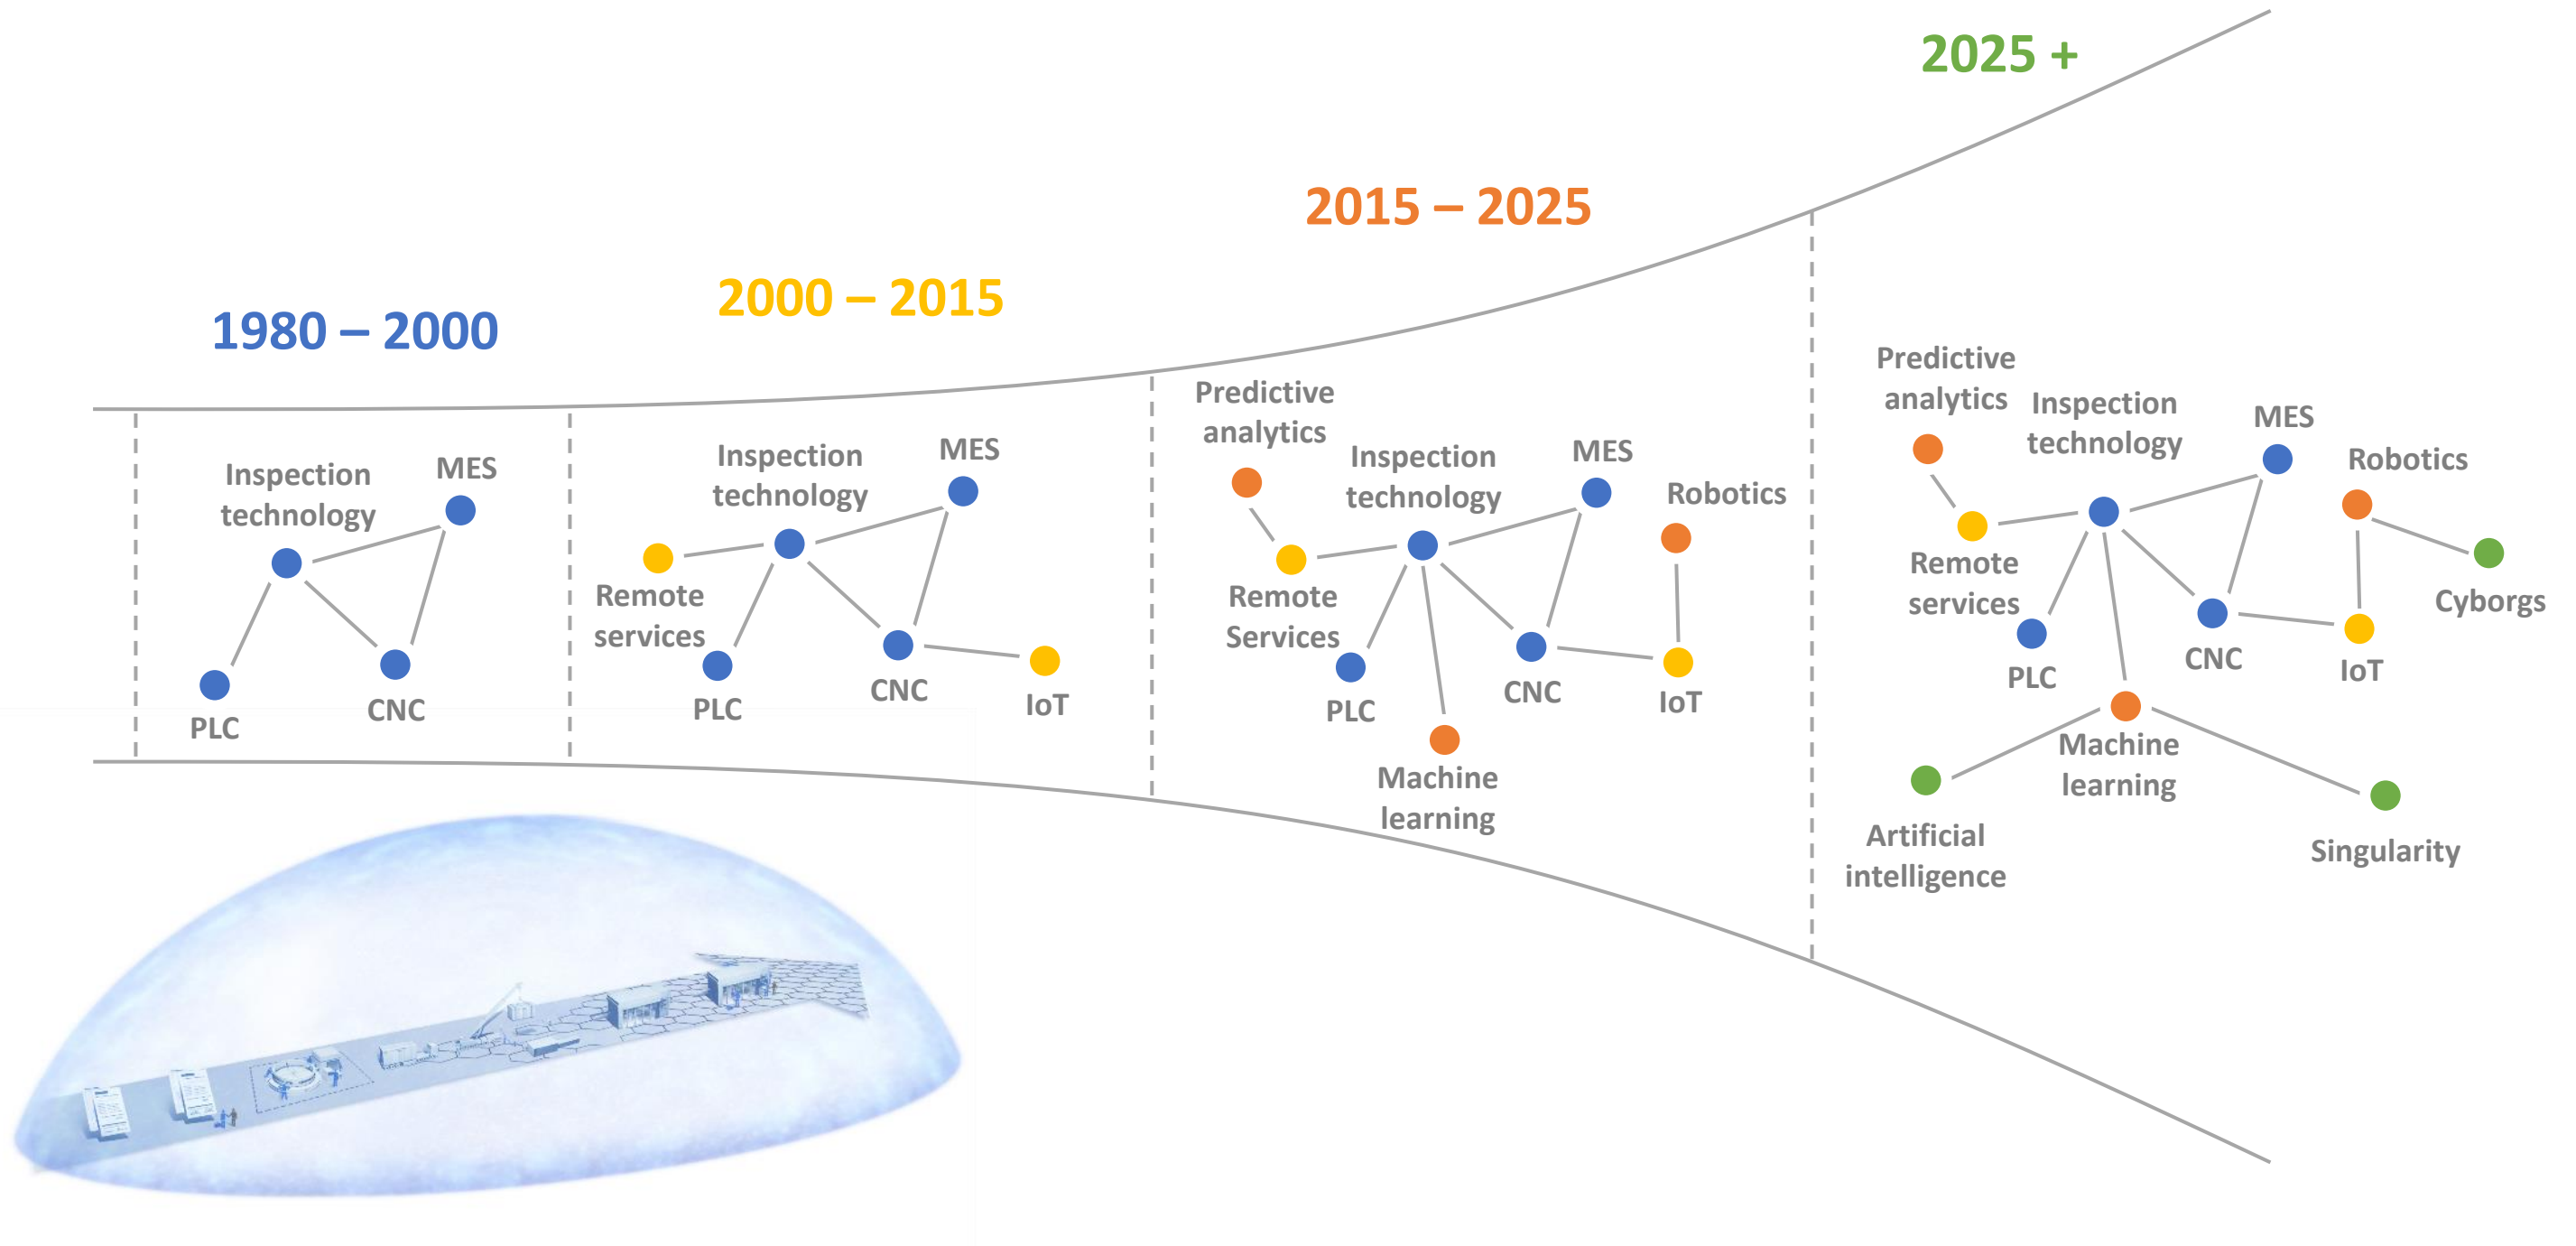 1980 – 2000
Inspection
technology
MES
PLC
CNC
2000 – 2015
Inspection
technology
MES
Remote
services
PLC
CNC
IoT
2015 – 2025
Predictive
analytics
Inspection
technology
MES
Robotics
Remote
Services
PLC
CNC
IoT
Machine
learning
2025 +
Predictive
analytics
Inspection
technology
MES
Robotics
Remote
services
Cyborgs
PLC
CNC
IoT
Machine
learning
Artificial
intelligence
Singularity